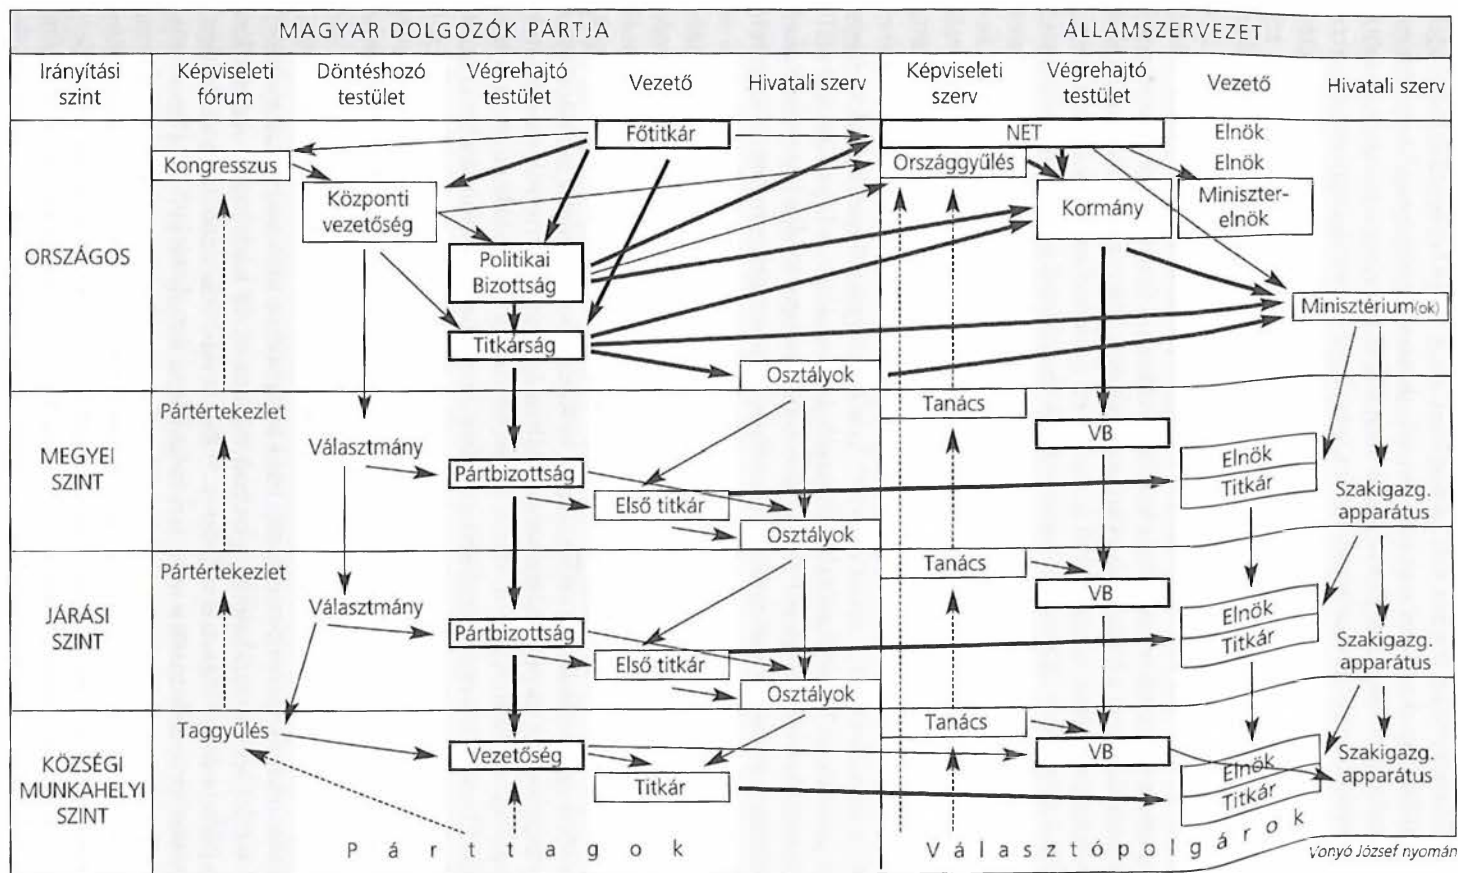 MAGYAR DOLGOZÓK PÁRTJA
ÁLLAMSZERVEZET
Irányítási szint
Képviseleti fórum
Döntéshozó testület
Végrehajtó testület
Vezető
Hivatali szerv
Képviseleti szerv
Végrehajtó testület
Vezető
Hivatali szerv
ORSZÁGOS
Főtitkár
NET
Elnök
Kongresszus
Országgyűlés
Elnök
Központi vezetőség
Kormány
Miniszter-
elnök
Politikai Bizottság
Minisztérium(ok)
Titkárság
Osztályok
MEGYEI SZINT
Pártértekezlet
Tanács
Választmány
VB
Pártbizottság
Elnök
Titkár
Első titkár
Szakigazg. apparátus
Osztályok
JÁRÁSI SZINT
Pártértekezlet
Tanács
Választmány
VB
Pártbizottság
Elnök
Titkár
Első titkár
Szakigazg. apparátus
Osztályok
KÖZSÉGI MUNKAHELYI SZINT
Taggyűlés
Tanács
Vezetőség
VB
Elnök
Titkár
Szakigazg. apparátus
Titkár
Párttagok
Választópolgárok
Vonyó József nyomán